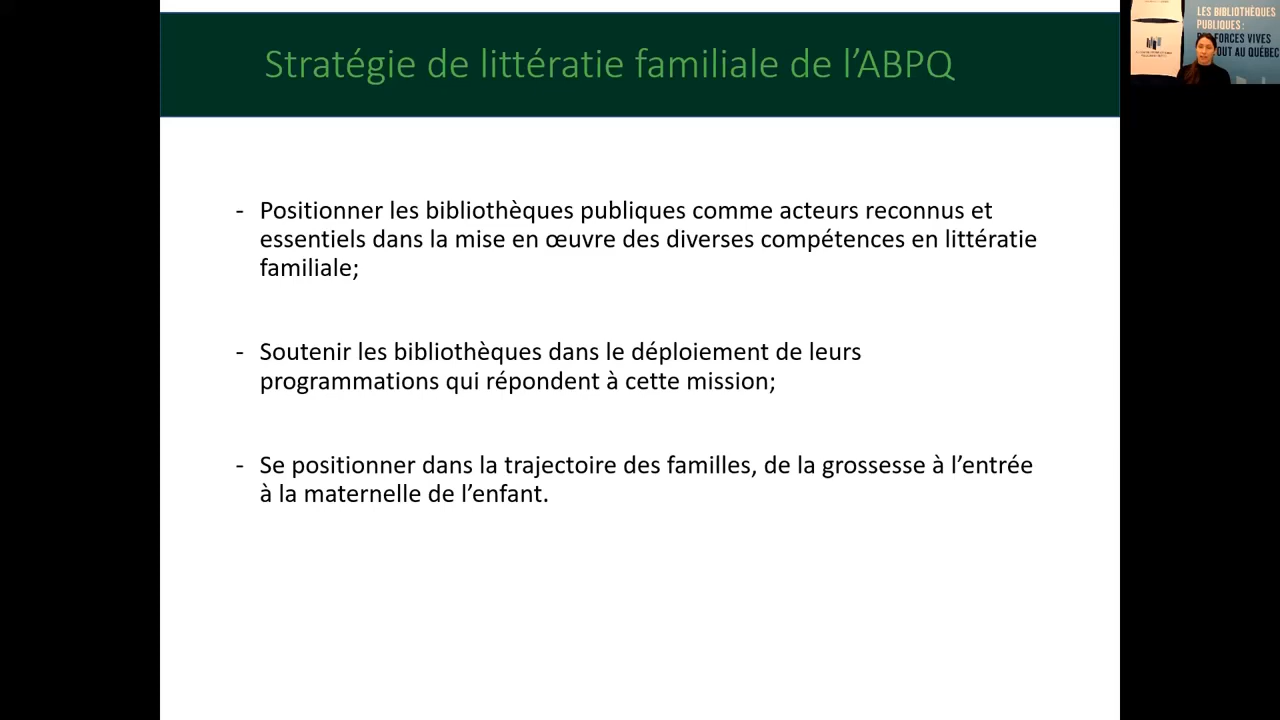 Stratégie de littératie familiale de l’ABPQ
- Positionner les bibliothèques publiques comme acteurs reconnus et
essentiels dans la mise en œuvre des diverses compétences en littératie
familiale;
- Soutenir les bibliothèques dans le déploiement de leurs
programmations qui répondent à cette mission;
- Se positionner dans la trajectoire des familles, de la grossesse à l’entrée
à la maternelle de l’enfant.
LES BIBLIOTHÈQUES
PUBLIQUES :
FORCES VIVES
TOUT AU QUÉBEC